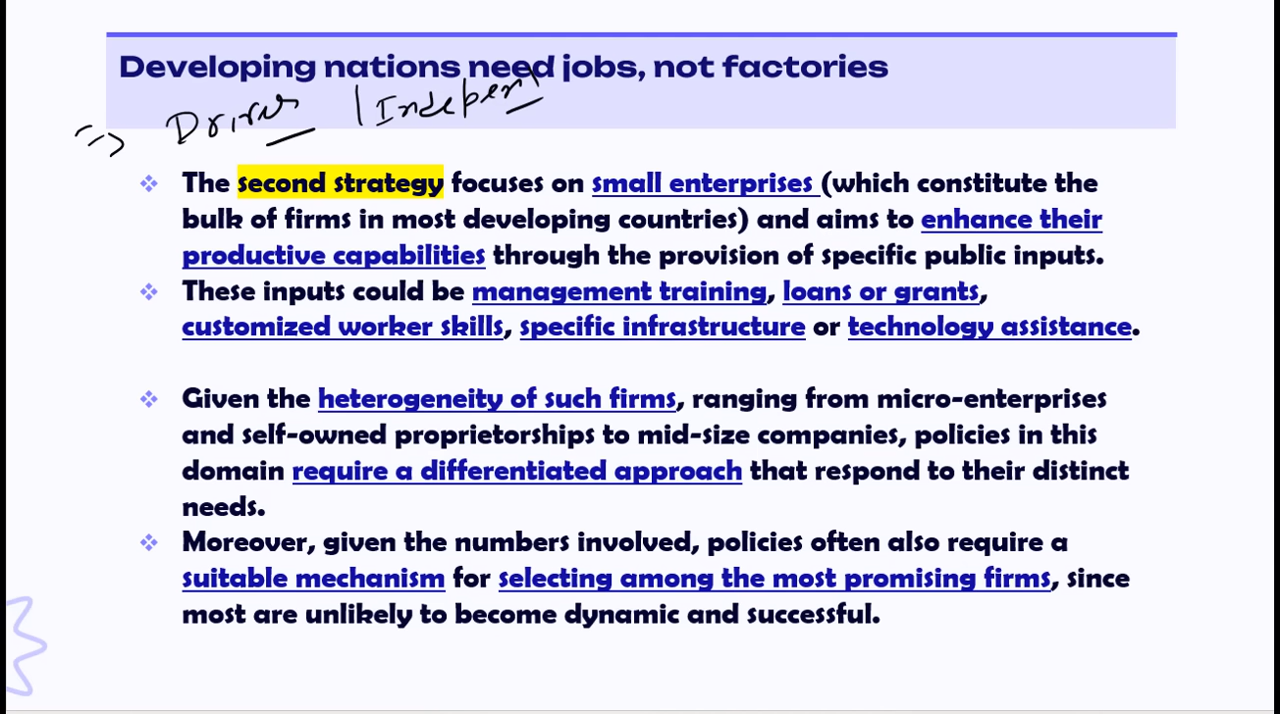 Developing nations need jobs, not factories
⇒ Driver | Indepen
❖ The second strategy focuses on small enterprises (which constitute the
bulk of firms in most developing countries) and aims to enhance their
productive capabilities through the provision of specific public inputs.
❖ These inputs could be management training, loans or grants,
customized worker skills, specific infrastructure or technology assistance.
❖ Given the heterogeneity of such firms, ranging from micro-enterprises
and self-owned proprietorships to mid-size companies, policies in this
domain require a differentiated approach that respond to their distinct
needs.
❖ Moreover, given the numbers involved, policies often also require a
suitable mechanism for selecting among the most promising firms, since
most are unlikely to become dynamic and successful.